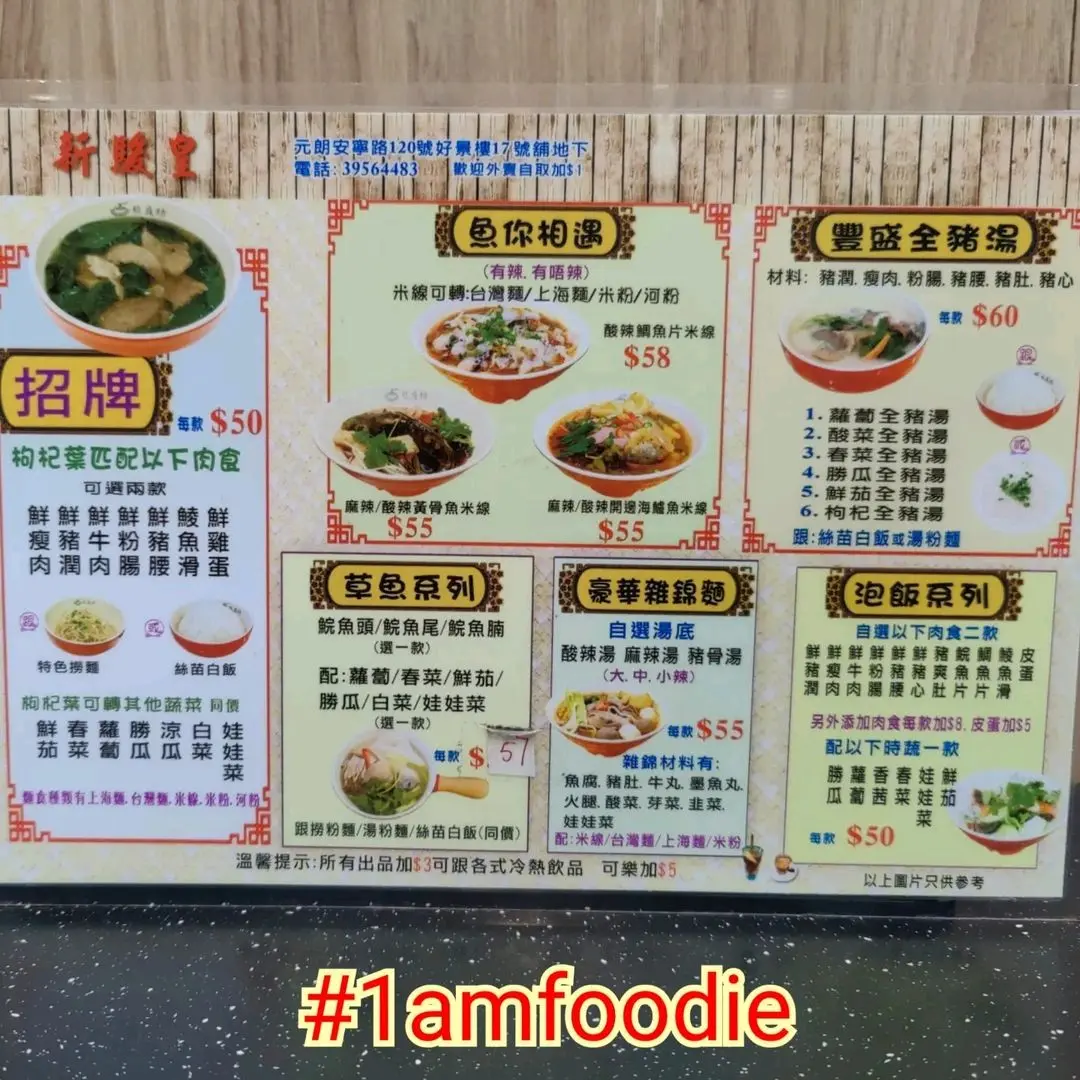 新駿皇
元朗安寧路120號好景樓17號舖地下
電話: 39564483 歡迎外賣自取加$1
招牌
每款 $50
枸杞葉匹配以下肉食
可選兩款
鮮瘦肉
鮮豬潤
鮮牛肉
鮮粉腸
鮮豬腰
鯪魚滑
鮮雞蛋
跟
特色撈麵
或
絲苗白飯
枸杞葉可轉其他蔬菜 同價
鮮茄
春菜
蘿蔔
勝瓜
涼瓜
白菜
娃娃菜
麵食種類有上海麵.台灣麵.米線.米粉.河粉
魚你相遇
(有辣.有唔辣)
米線可轉:台灣麵/上海麵/米粉/河粉
酸辣鯛魚片米線
$58
麻辣/酸辣黃骨魚米線
$55
麻辣/酸辣開邊海鱸魚米線
$55
豐盛全豬湯
材料: 豬潤.瘦肉.粉腸.豬腰.豬肚.豬心
每款 $60
跟
或
1.蘿蔔全豬湯
2.酸菜全豬湯
3.春菜全豬湯
4.勝瓜全豬湯
5.鮮茄全豬湯
6.枸杞全豬湯
跟:絲苗白飯或湯粉麵
草魚系列
鯇魚頭/鯇魚尾/鯇魚腩
(選一款)
配:蘿蔔/春菜/鮮茄/
勝瓜/白菜/娃娃菜
(選一款)
每款 $57
跟撈粉麵/湯粉麵/絲苗白飯(同價)
豪華雜錦麵
自選湯底
酸辣湯 麻辣湯 豬骨湯
(大.中.小辣)
每款 $55
雜錦材料有:
魚腐.豬肚.牛丸.墨魚丸.
火腿.酸菜.芽菜.韭菜.
娃娃菜
配:米線/台灣麵/上海麵/米粉
泡飯系列
自選以下肉食二款
鮮豬潤
鮮瘦肉
鮮牛肉
鮮粉腸
鮮豬腰
鮮豬心
豬爽肚
鯇魚片
鯛魚片
鯪魚滑
皮蛋
另外添加肉食每款加$8.皮蛋加$5
配以下時蔬一款
勝瓜
蘿蔔
香茜
春菜
娃娃菜
鮮茄
每款 $50
溫馨提示:所有出品加$3可跟各式冷熱飲品 可樂加$5
以上圖片只供參考
#1amfoodie